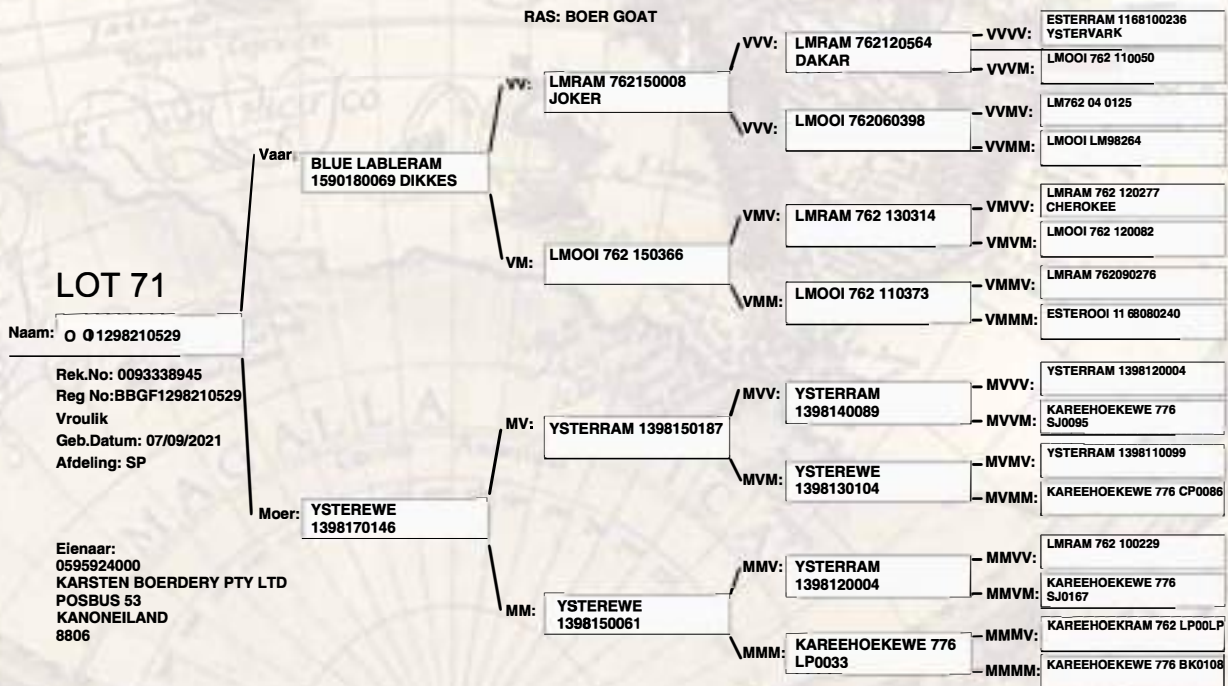 RAS: BOER GOAT
LOT 71
Naam: O O1298210529
Rek.No: 0093338945
Reg No:BBGF1298210529
Vroulik
Geb.Datum: 07/09/2021
Afdeling: SP
Eienaar:
0595924000
KARSTEN BOERDERY PTY LTD
POSBUS 53
KANONEILAND
8806
Vaar: BLUE LABLERAM
1590180069 DIKKES
Moer: YSTEREWE
1398170146
VV: LMRAM 762150008
JOKER
VM: LMOOI 762 150366
MV: YSTERRAM 1398150187
MM: YSTEREWE
1398150061
VVV: LMRAM 762120564
DAKAR
VVV: LMOOI 762060398
VMV: LMRAM 762 130314
VMM: LMOOI 762 110373
MVV: YSTERRAM
1398140089
MVM: YSTEREWE
1398130104
MMV: YSTERRAM
1398120004
MMM: KAREEHOEKEWE 776
LP0033
VVVV: ESTERRAM 1168100236
YSTERVARK
VVVM: LMOOI 762 110050
VVMV: LM762 04 0125
VVMM: LMOOI LM98264
VMVV: LMRAM 762 120277
CHEROKEE
VMVM: LMOOI 762 120082
VMMV: LMRAM 762090276
VMMM: ESTEROOI 11 68080240
MVVV: YSTERRAM 1398120004
MVVM: KAREEHOEKEWE 776
SJ0095
MVMV: YSTERRAM 1398110099
MVMM: KAREEHOEKEWE 776 CP0086
MMVV: LMRAM 762 100229
MMVM: KAREEHOEKEWE 776
SJ0167
MMMV: KAREEHOEKRAM 762 LP00LP
MMMM: KAREEHOEKEWE 776 BK0108